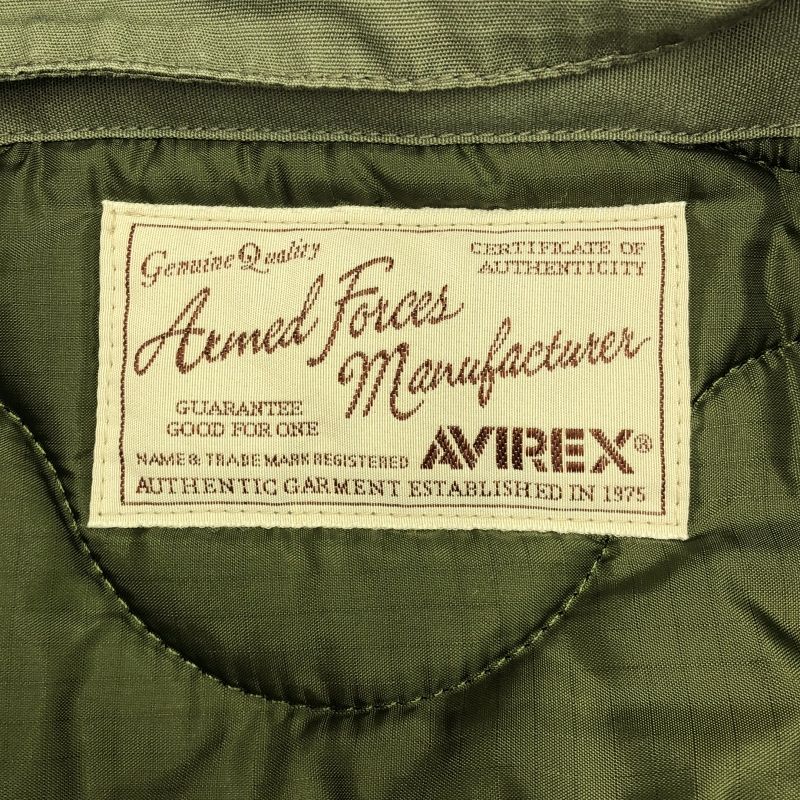 Genuine Quality
CERTIFICATE OF
AUTHENTICITY
Armed Forces
Manufacturer
GUARANTEE
GOOD FOR ONE
NAME & TRADE MARK REGISTERED
AVIREX®
AUTHENTIC GARMENT ESTABLISHED IN 1975